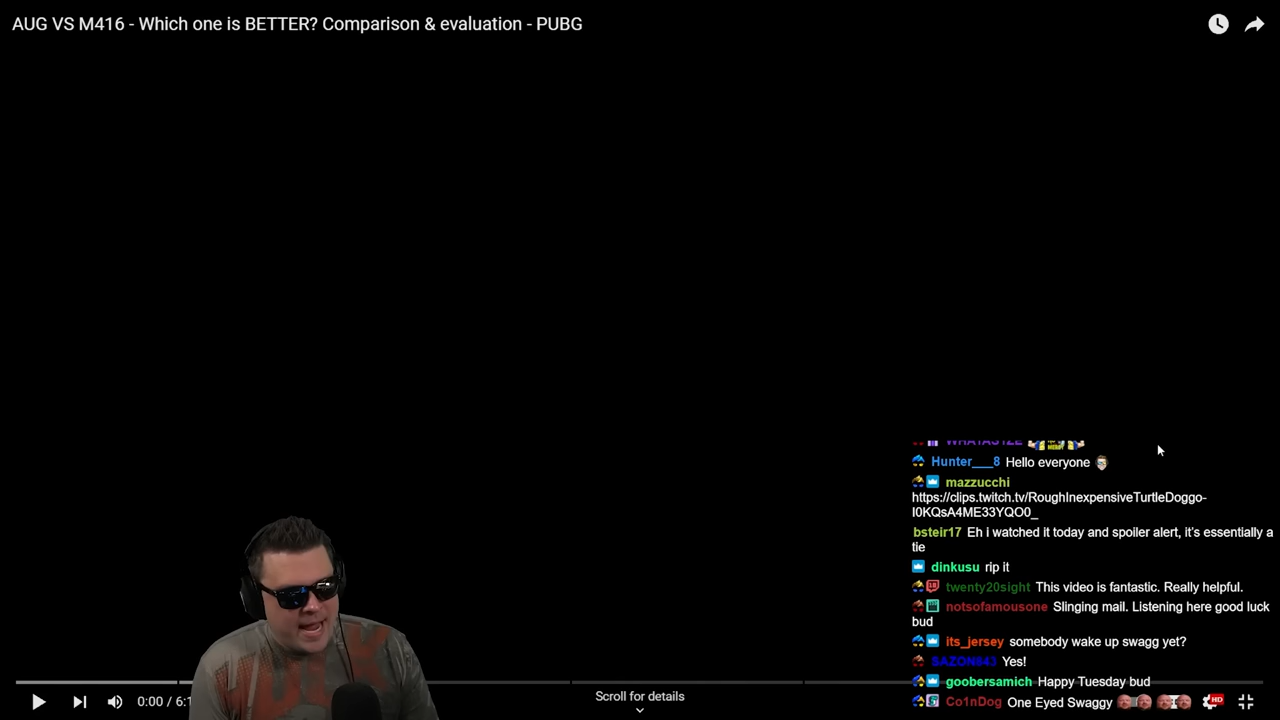 AUG VS M416 - Which one is BETTER? Comparison & evaluation - PUBG
WHATAS1ZE
Hunter___8 Hello everyone
mazzucchi
https://clips.twitch.tv/RoughInexpensiveTurtleDoggo-
I0KQsA4ME33YQO0_
bsteir17 Eh i watched it today and spoiler alert, it's essentially a
tie
dinkusu rip it
twenty20sight This video is fantastic. Really helpful.
notsofamousone Slinging mail. Listening here good luck
bud
its_jersey somebody wake up swagg yet?
SAZON843 Yes!
goobersamich Happy Tuesday bud
Co1nDog One Eyed Swaggy
HD
0:00 / 6:1
Scroll for details